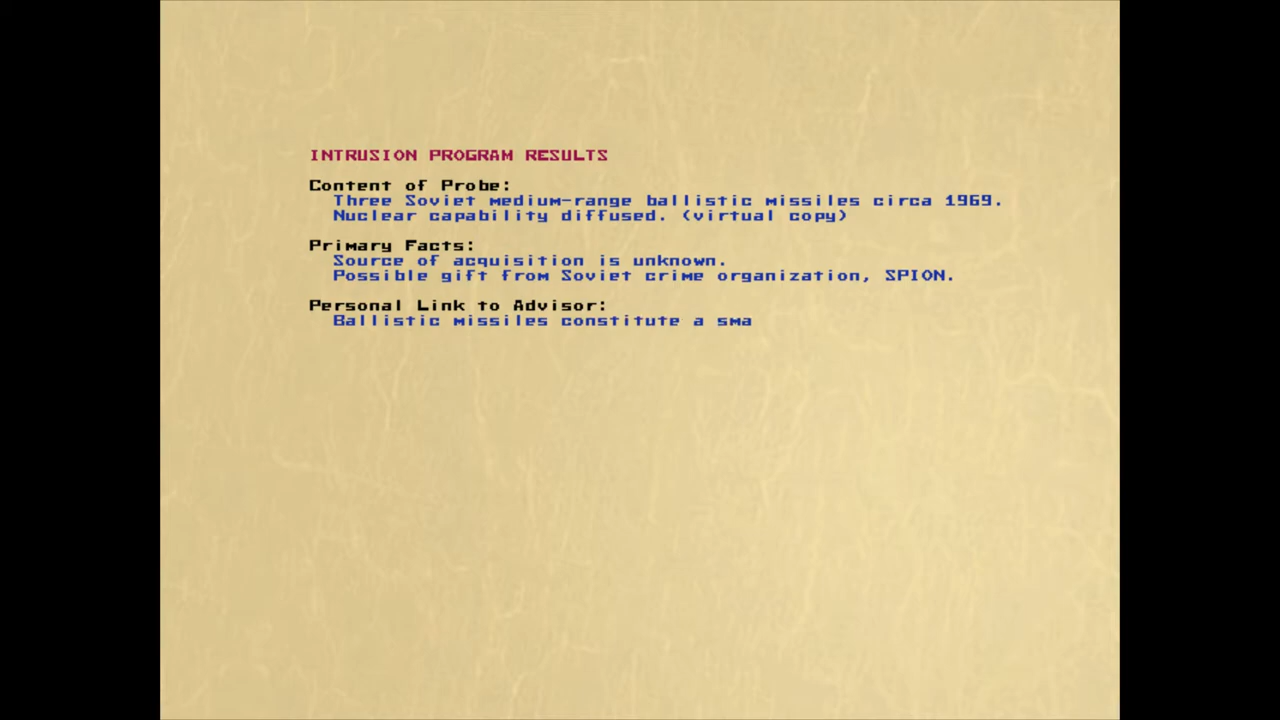 INTRUSION PROGRAM RESULTS
Content of Probe:
Three Soviet medium-range ballistic missiles circa 1969.
Nuclear capability diffused. (virtual copy)
Primary Facts:
Source of acquisition is unknown.
Possible gift from Soviet crime organization, SPION.
Personal Link to Advisor:
Ballistic missiles constitute a sma